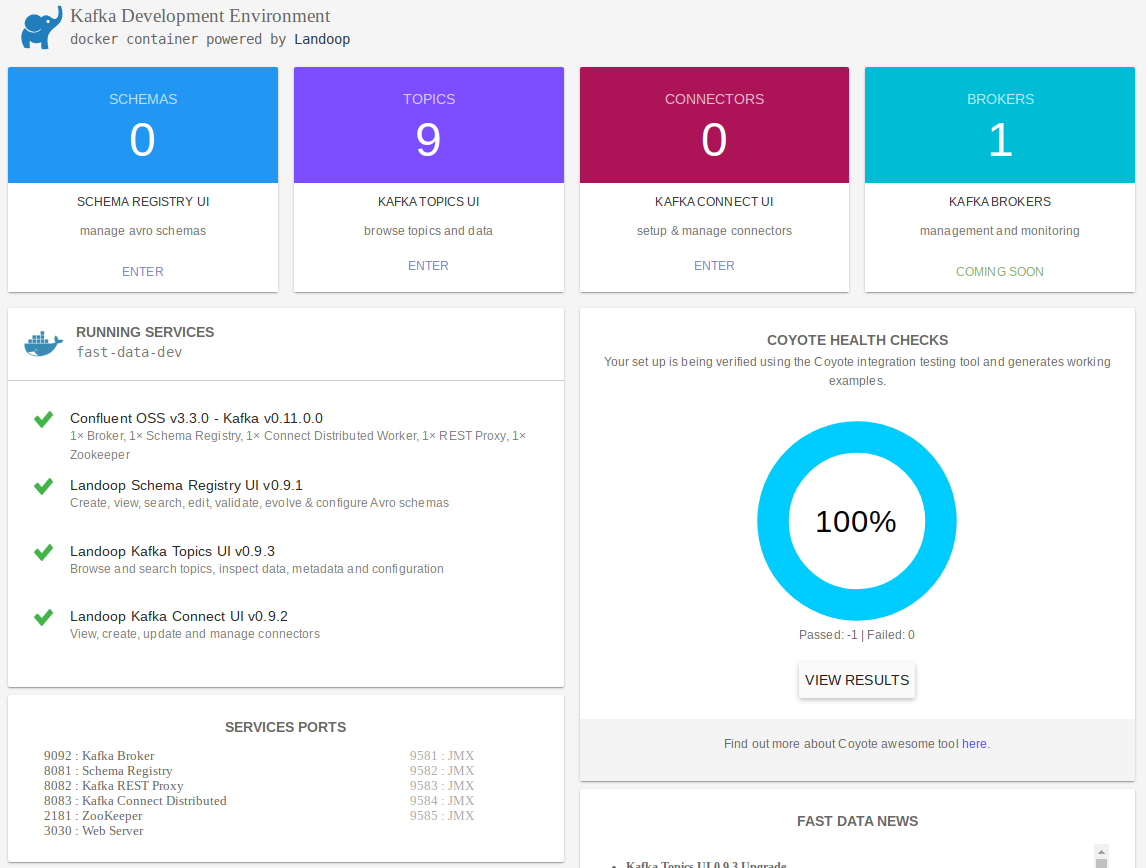 Kafka Development Environment
docker container powered by Landoop
SCHEMAS
0
SCHEMA REGISTRY UI
manage avro schemas
ENTER
TOPICS
9
KAFKA TOPICS UI
browse topics and data
ENTER
CONNECTORS
0
KAFKA CONNECT UI
setup & manage connectors
ENTER
BROKERS
1
KAFKA BROKERS
management and monitoring
COMING SOON
RUNNING SERVICES
fast-data-dev
Confluent OSS v3.3.0 - Kafka v0.11.0.0
1× Broker, 1× Schema Registry, 1× Connect Distributed Worker, 1× REST Proxy, 1×
Zookeeper
Landoop Schema Registry UI v0.9.1
Create, view, search, edit, validate, evolve & configure Avro schemas
Landoop Kafka Topics UI v0.9.3
Browse and search topics, inspect data, metadata and configuration
Landoop Kafka Connect UI v0.9.2
View, create, update and manage connectors
SERVICES PORTS
9092 : Kafka Broker 9581 : JMX
8081 : Schema Registry 9582 : JMX
8082 : Kafka REST Proxy 9583 : JMX
8083 : Kafka Connect Distributed 9584 : JMX
2181 : ZooKeeper 9585 : JMX
3030 : Web Server
COYOTE HEALTH CHECKS
Your set up is being verified using the Coyote integration testing tool and generates working
examples.
100%
Passed: -1 | Failed: 0
VIEW RESULTS
Find out more about Coyote awesome tool here.
FAST DATA NEWS
Kafka Topics UI 0.9.3 Upgrade